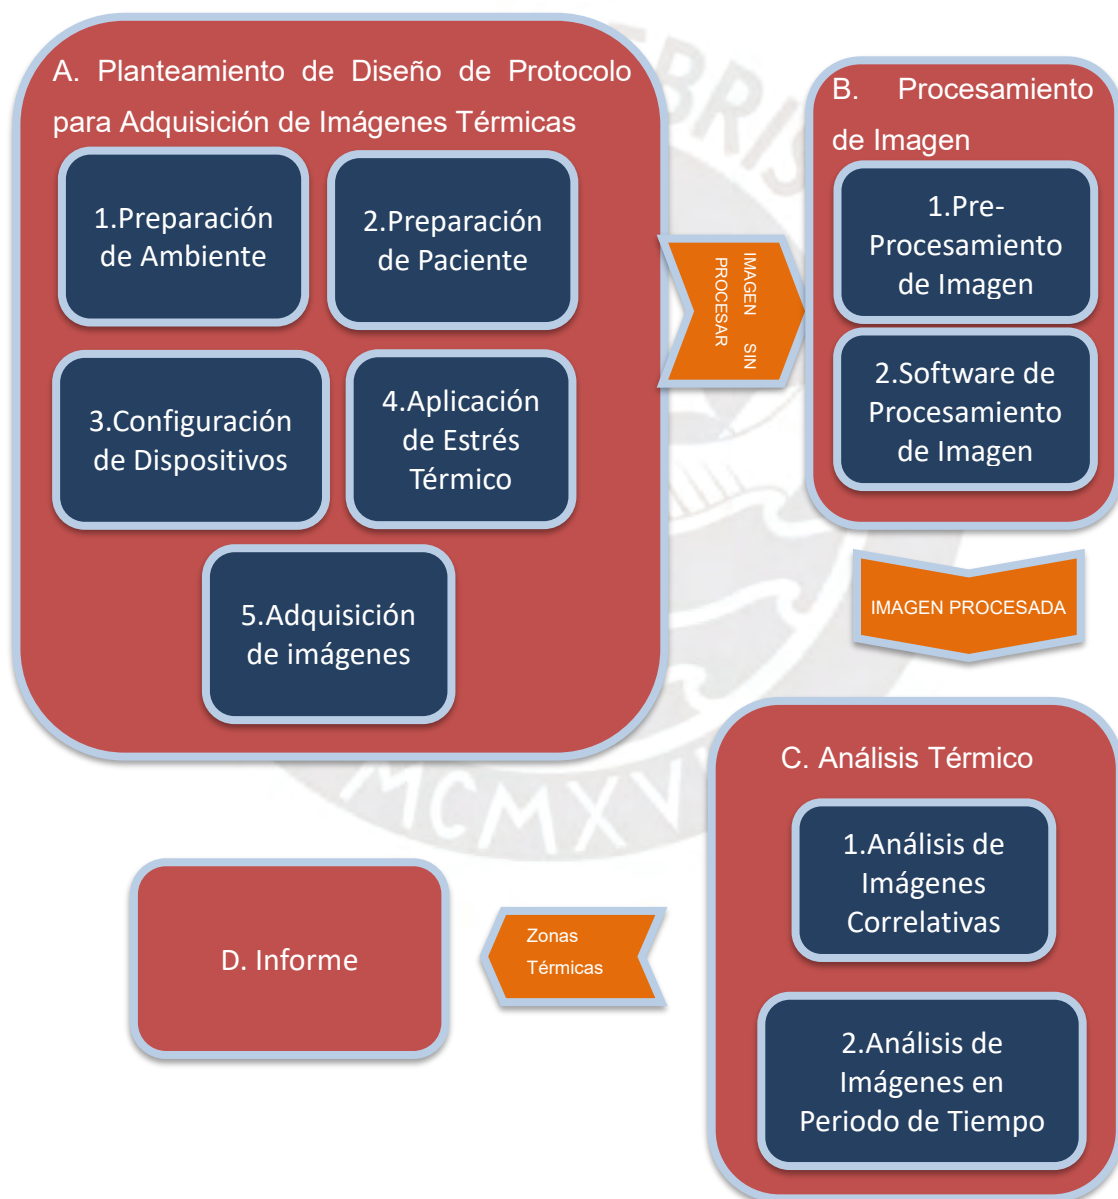 A. Planteamiento de Diseño de Protocolo
para Adquisición de Imágenes Térmicas
1.Preparación
de Ambiente
2.Preparación
de Paciente
3.Configuración
de Dispositivos
4.Aplicación
de Estrés
Térmico
5.Adquisición
de imágenes
IMAGEN SIN
PROCESAR
B. Procesamiento
de Imagen
1.Pre-
Procesamiento
de Imagen
2.Software de
Procesamiento
de Imagen
IMAGEN PROCESADA
C. Análisis Térmico
1.Análisis de
Imágenes
Correlativas
2.Análisis de
Imágenes en
Periodo de Tiempo
Zonas
Térmicas
D. Informe